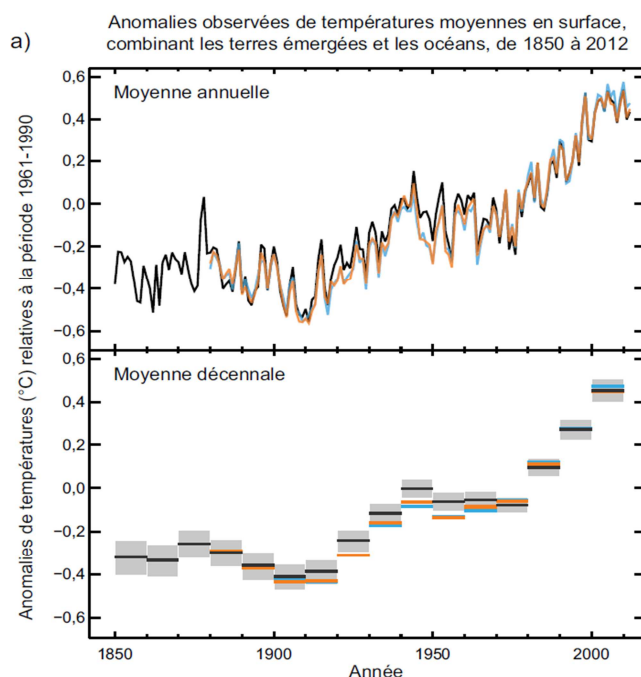 Anomalies observées de températures moyennes en surface,
combinant les terres émergées et les océans, de 1850 à 2012
a)
Anomalies de températures (°C) relatives à la période 1961-1990
0,6
Moyenne annuelle
0,4
0,2
0,0
−0,2
−0,4
−0,6
0,6
Moyenne décennale
0,4
0,2
0,0
−0,2
−0,4
−0,6
1850
1900
1950
2000
Année